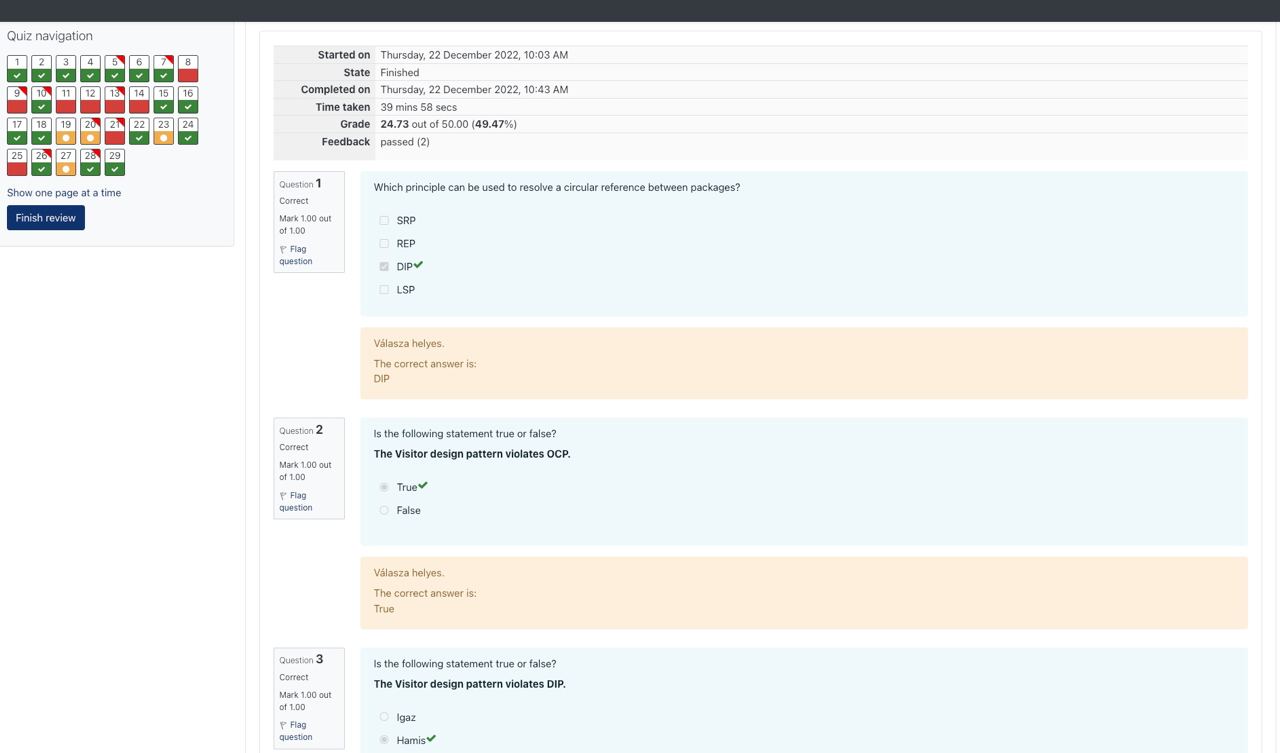 Quiz navigation
1 2 3 4 5 6 7 8
9 10 11 12 13 14 15 16
17 18 19 20 21 22 23 24
25 26 27 28 29
Show one page at a time
Finish review
Started on Thursday, 22 December 2022, 10:03 AM
State Finished
Completed on Thursday, 22 December 2022, 10:43 AM
Time taken 39 mins 58 secs
Grade 24.73 out of 50.00 (49.47%)
Feedback passed (2)
Question 1
Correct
Mark 1.00 out
of 1.00
Flag
question
Which principle can be used to resolve a circular reference between packages?
SRP
REP
DIP
LSP
Válasza helyes.
The correct answer is:
DIP
Question 2
Correct
Mark 1.00 out
of 1.00
Flag
question
Is the following statement true or false?
The Visitor design pattern violates OCP.
True
False
Válasza helyes.
The correct answer is:
True
Question 3
Correct
Mark 1.00 out
of 1.00
Flag
question
Is the following statement true or false?
The Visitor design pattern violates DIP.
Igaz
Hamis